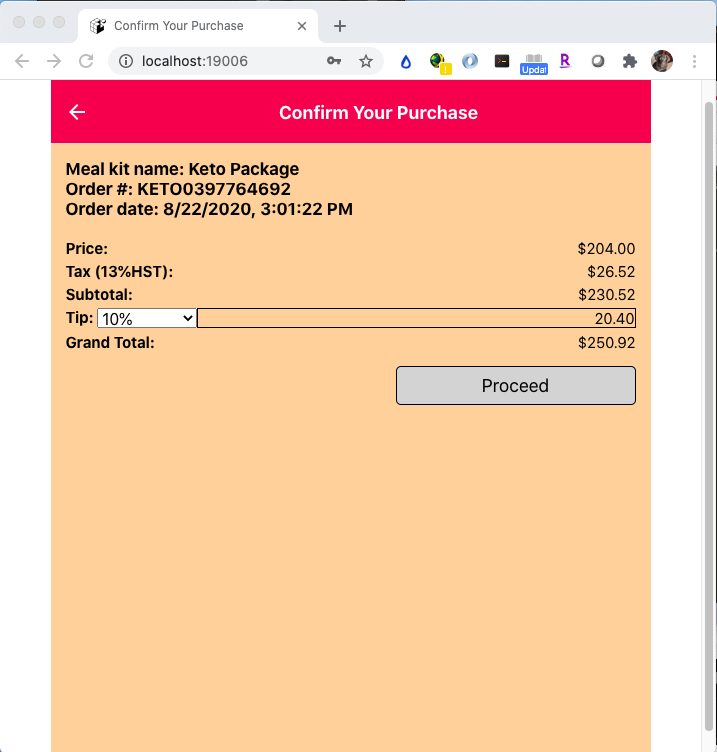 Confirm Your Purchase
localhost:19006
Updat
R
Confirm Your Purchase
Meal kit name: Keto Package
Order #: KETO0397764692
Order date: 8/22/2020, 3:01:22 PM
Price: $204.00
Tax (13%HST): $26.52
Subtotal: $230.52
Tip: 10% 20.40
Grand Total: $250.92
Proceed